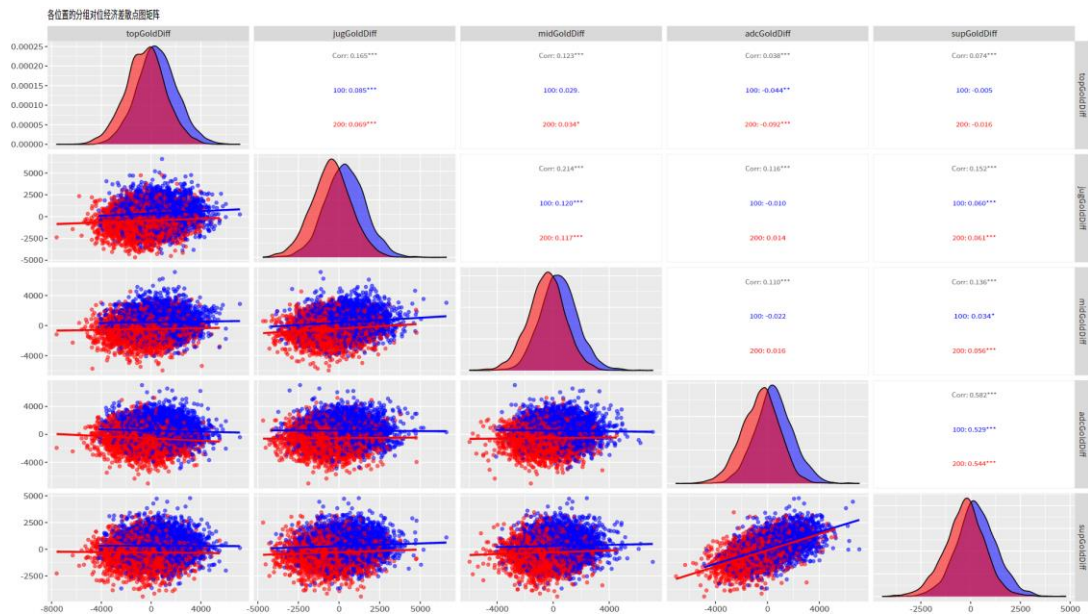 各位置的分组对位经济差散点图矩阵
topGoldDiff jugGoldDiff midGoldDiff adcGoldDiff supGoldDiff
0.00025
0.00020
0.00015
0.00010
0.00005
0.00000
Corr: 0.165***
100: 0.085***
200: 0.069***
Corr: 0.123***
100: 0.029.
200: 0.034*
Corr: 0.038***
100: -0.044**
200: -0.092***
Corr: 0.074***
100: -0.005
200: -0.016
topGoldDiff
5000
2500
0
-2500
-5000
Corr: 0.214***
100: 0.120***
200: 0.117***
Corr: 0.116***
100: -0.010
200: 0.014
Corr: 0.152***
100: 0.060***
200: 0.061***
jugGoldDiff
4000
0
-4000
Corr: 0.110***
100: -0.022
200: 0.016
Corr: 0.136***
100: 0.034*
200: 0.056***
midGoldDiff
4000
0
-4000
Corr: 0.582***
100: 0.529***
200: 0.544***
adcGoldDiff
5000
2500
0
-2500
supGoldDiff
-8000 -4000 0 4000 -5000 0 5000 -4000 0 4000 -4000 0 4000 -2500 0 2500 5000